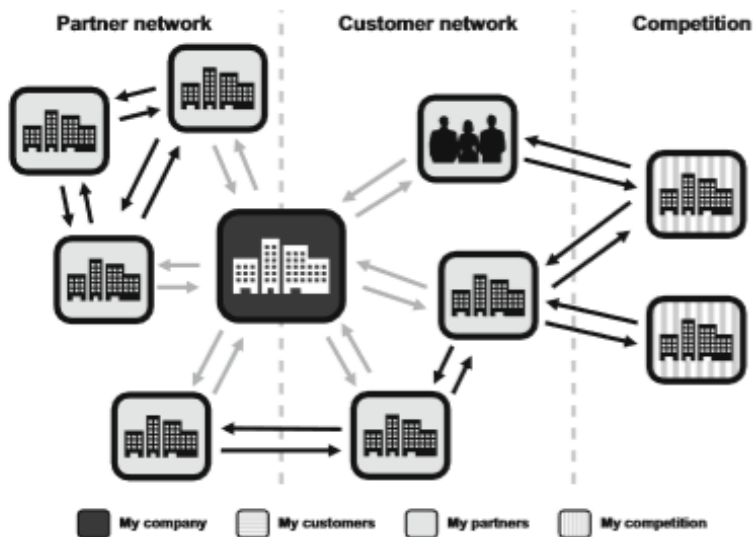 Partner network
Customer network
Competition
My company
My customers
My partners
My competition